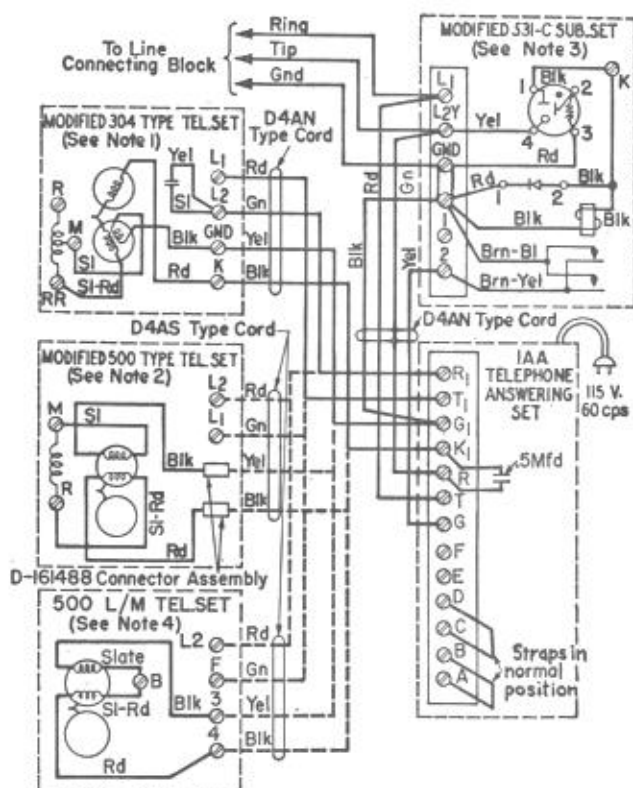 Ring
Tip
Gnd
To Line
Connecting Block
MODIFIED 531-C SUB.SET
(See Note 3)
L1
L2Y
GMD
1
2
Yel
1
Blk
2
4
3
K
Rd
Rd
1
2
Blk
Blk
Blk
Brn-Bl
Brn-Yel
Rd
Gn
Blk
Yel
D4AN
Type Cord
MODIFIED 304 TYPE TEL.SET
(See Note 1)
R
M
RR
Sl
Sl-Rd
Yel
Sl
Blk
Rd
L1
L2
GMD
K
Rd
Gn
Yel
Blk
D4AS Type Cord
D4AN Type Cord
MODIFIED 500 TYPE TEL.SET
(See Note 2)
M
R
Sl
Sl-Rd
Blk
Rd
L2
L1
Rd
Gn
Yel
Blk
D-161488 Connector Assembly
500 L/M TEL.SET
(See Note 4)
Slate
B
Sl-Rd
Blk
Rd
L2
F
3
4
Rd
Gn
Yel
Blk
1AA
TELEPHONE
ANSWERING
SET
115 V.
60 cps
R1
T1
G1
K1
R
T
G
F
E
D
C
B
A
.5Mfd
Straps in
normal
position